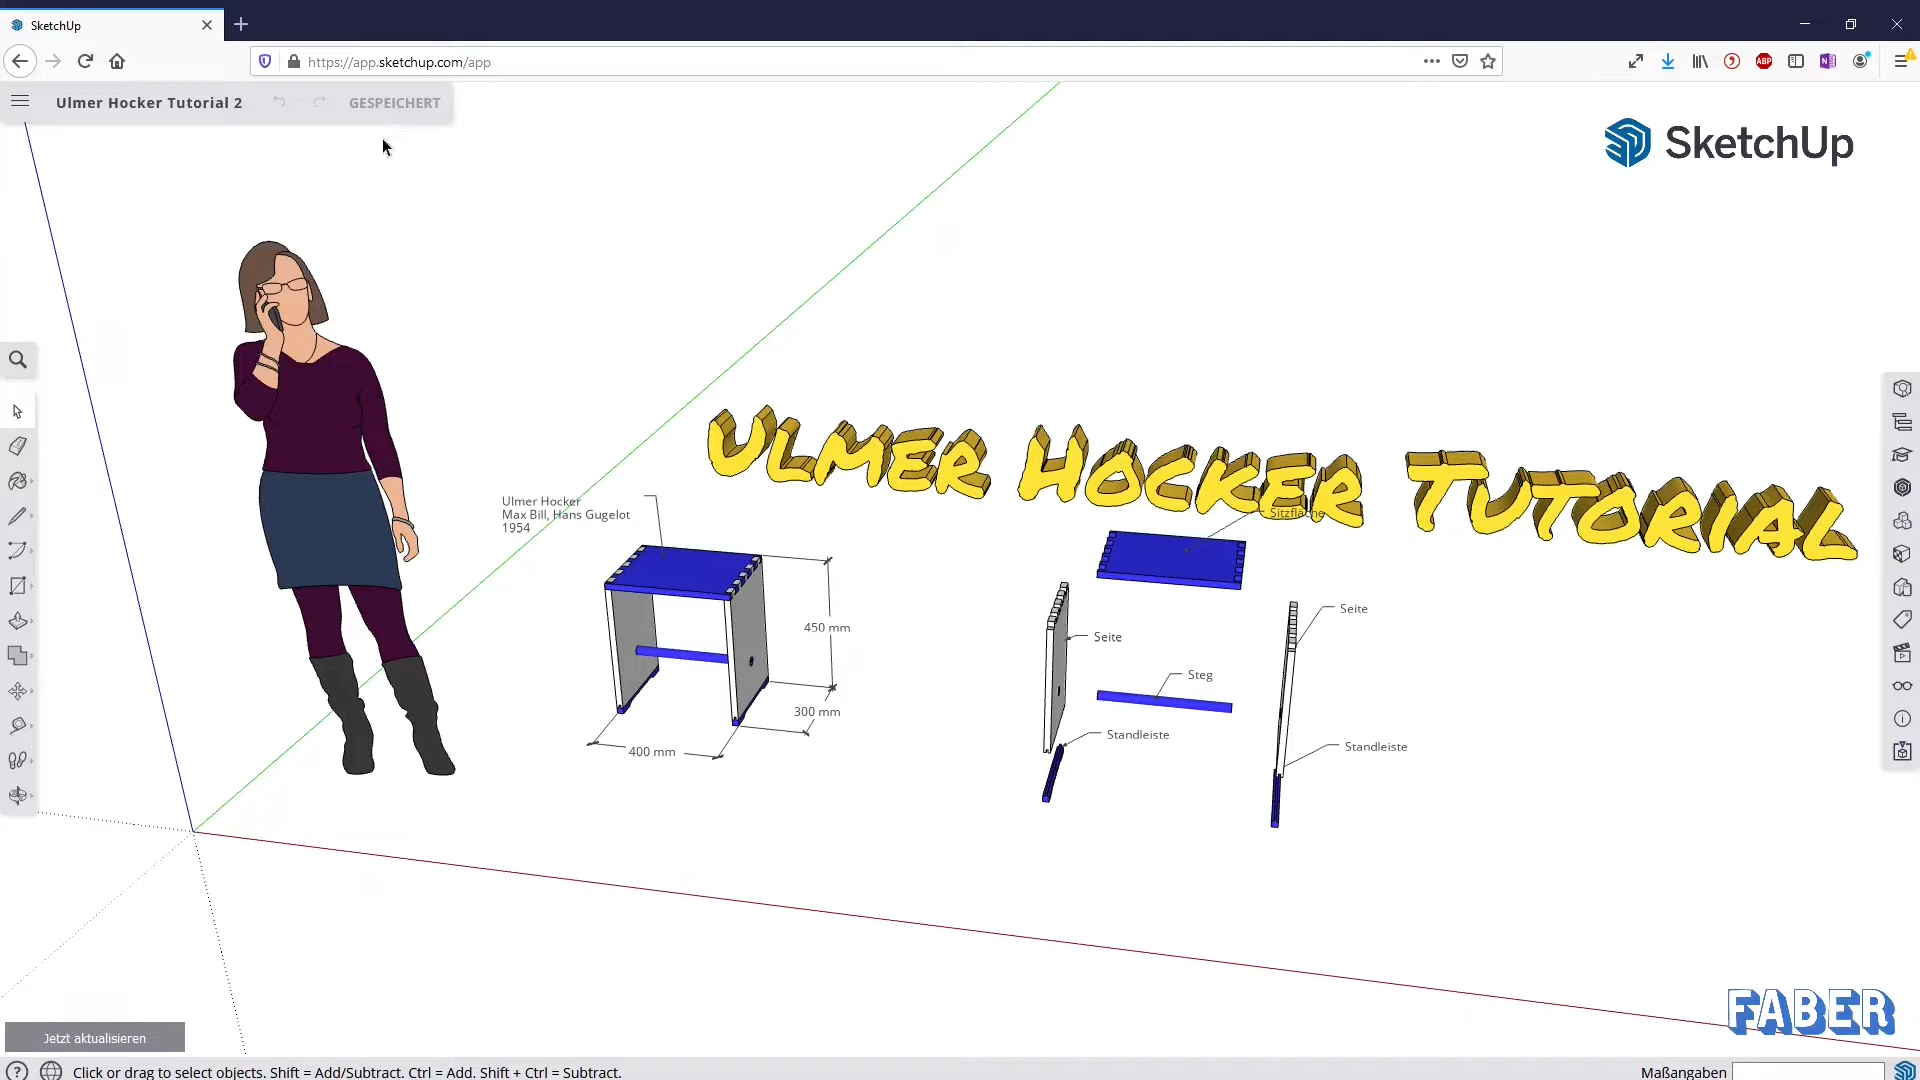 SketchUp
https://app.sketchup.com/app
ABP
N
Ulmer Hocker Tutorial 2
GESPEICHERT
SketchUp
Ulmer Hocker Tutorial
Ulmer Hocker
Max Bill, Hans Gugelot
1954
450 mm
300 mm
400 mm
Sitzfläche
Seite
Seite
Steg
Standleiste
Standleiste
FABER
Jetzt aktualisieren
Click or drag to select objects. Shift = Add/Subtract. Ctrl = Add. Shift + Ctrl = Subtract.
Maßangaben